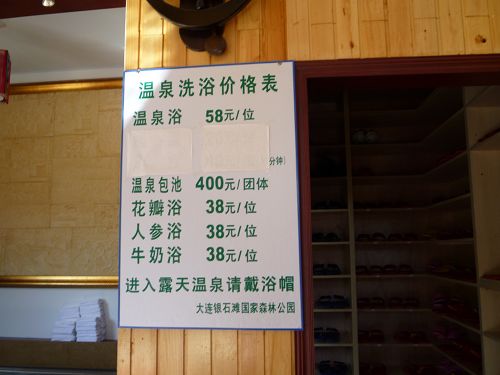 温泉洗浴价格表
温泉浴 58元/位
分钟)
温泉包池 400元/团体
花瓣浴 38元/位
人参浴 38元/位
牛奶浴 38元/位
进入露天温泉请戴浴帽
大连银石滩国家森林公园